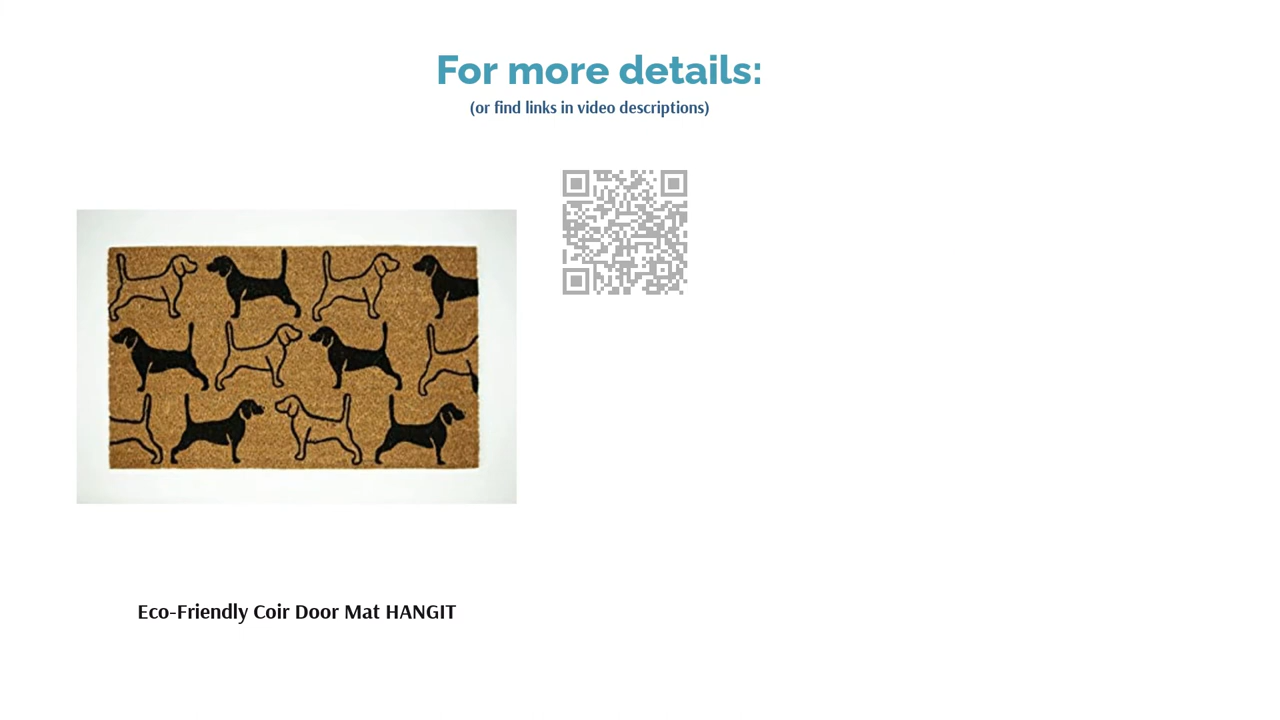 For more details:
(or find links in video descriptions)
Eco-Friendly Coir Door Mat HANGIT